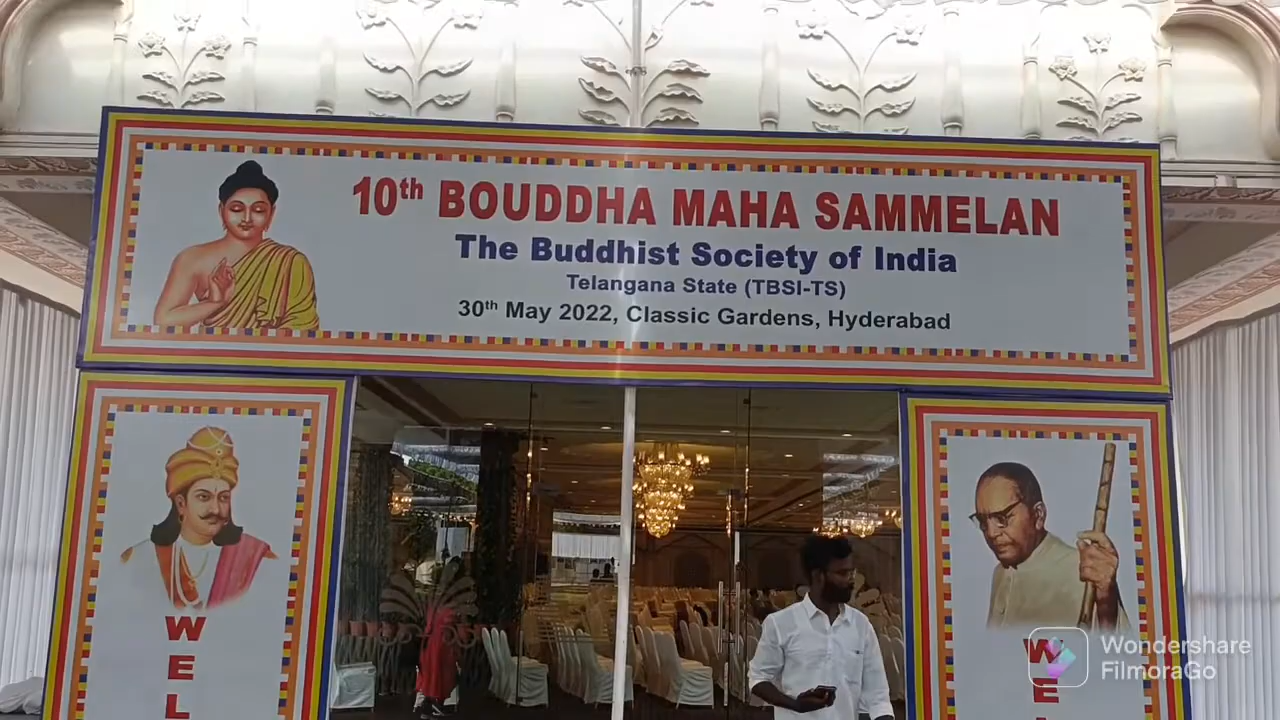 10th BOUDDHA MAHA SAMMELAN
The Buddhist Society of India
Telangana State (TBSI-TS)
30th May 2022, Classic Gardens, Hyderabad
W
E
L
W
E
Wondershare
FilmoraGo